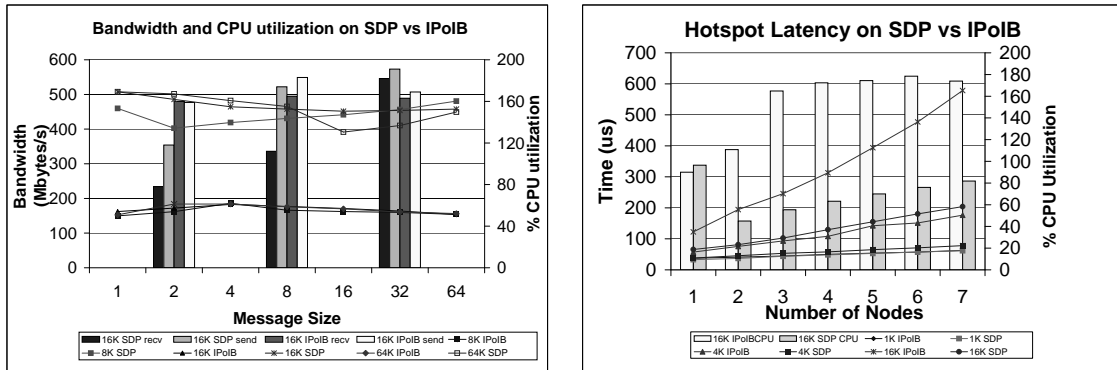 Bandwidth and CPU utilization on SDP vs IPoIB
600
500
400
300
200
100
0
Bandwidth
(Mbytes/s)
200
160
120
80
40
0
% CPU utilization
1 2 4 8 16 32 64
Message Size
16K SDP recv 16K SDP send 16K IPoIB recv 16K IPoIB send 8K IPoIB
8K SDP 16K IPoIB 16K SDP 64K IPoIB 64K SDP
Hotspot Latency on SDP vs IPoIB
700
600
500
400
300
200
100
0
Time (us)
200
180
160
140
120
100
80
60
40
20
0
% CPU Utilization
1 2 3 4 5 6 7
Number of Nodes
16K IPoIBCPU 16K SDP CPU 1K IPoIB 1K SDP
4K IPoIB 4K SDP 16K IPoIB 16K SDP